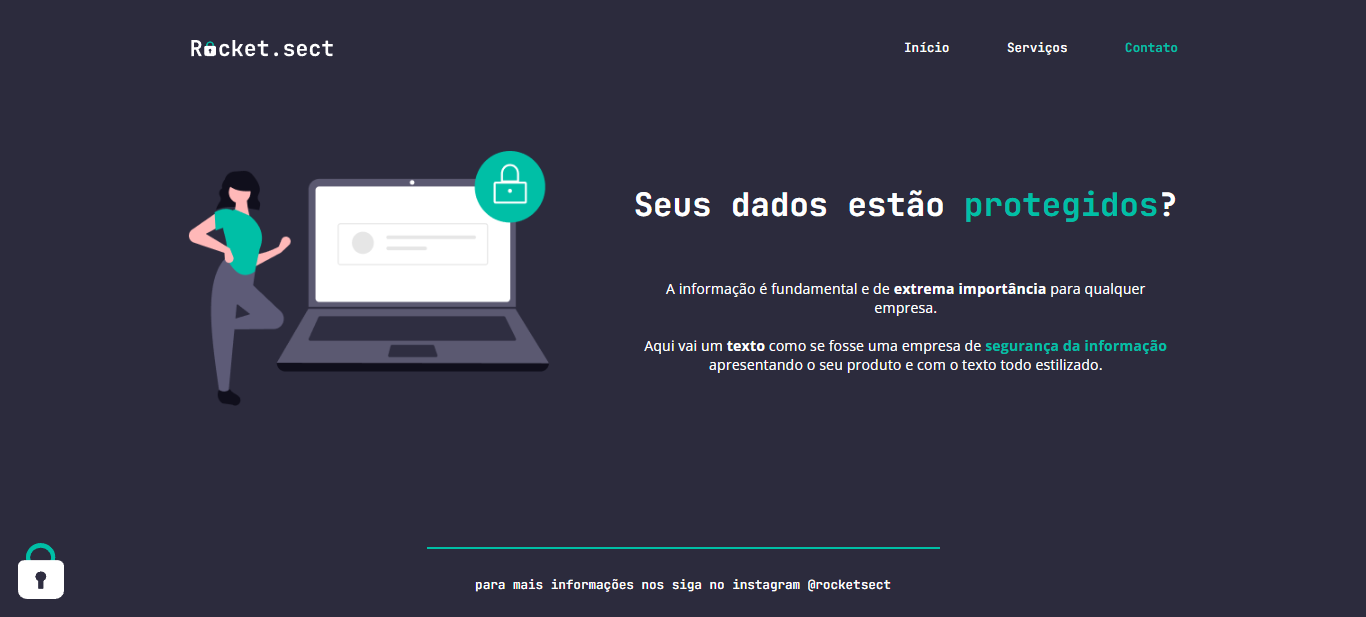 Rocket.sect
Início
Serviços
Contato
Seus dados estão protegidos?
A informação é fundamental e de extrema importância para qualquer
empresa.
Aqui vai um texto como se fosse uma empresa de segurança da informação
apresentando o seu produto e com o texto todo estilizado.
para mais informações nos siga no instagram @rocketsect